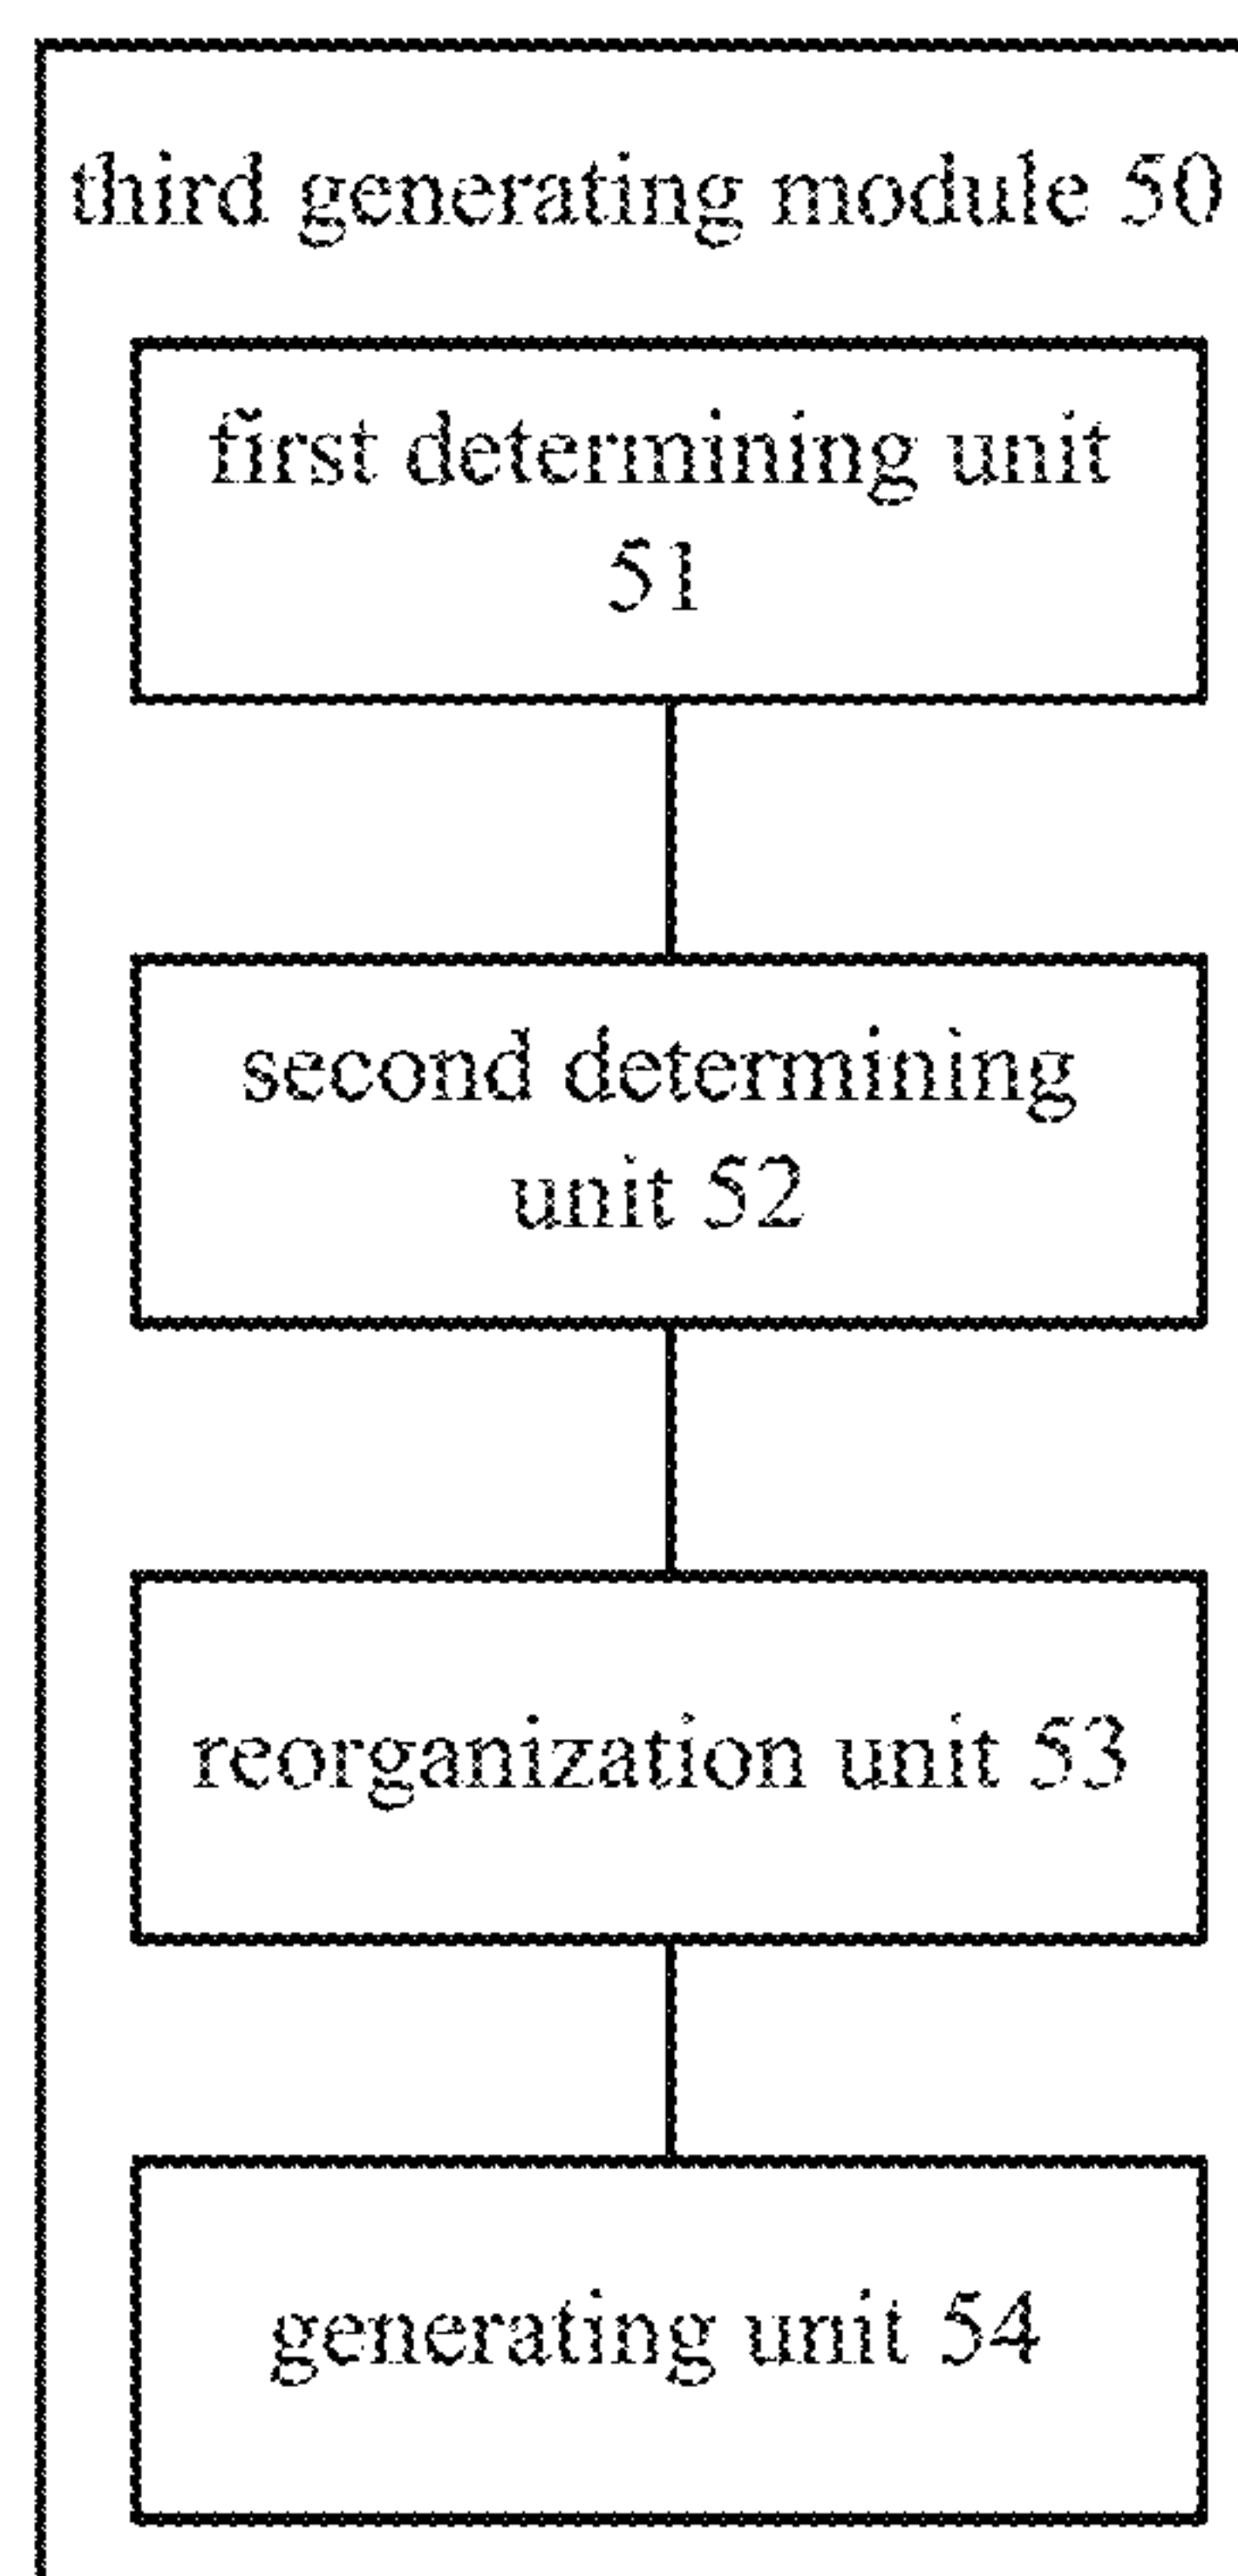 third generating module 50
first determining unit
51
second determining
unit 52
reorganization unit 53
generating unit 54